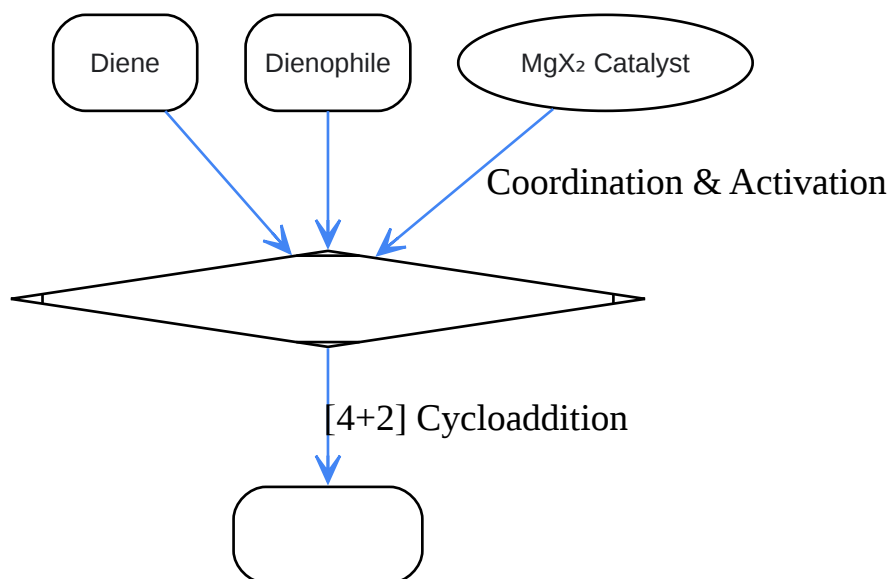 Diene
Dienophile
MgX₂ Catalyst
Coordination & Activation
[4+2] Cycloaddition